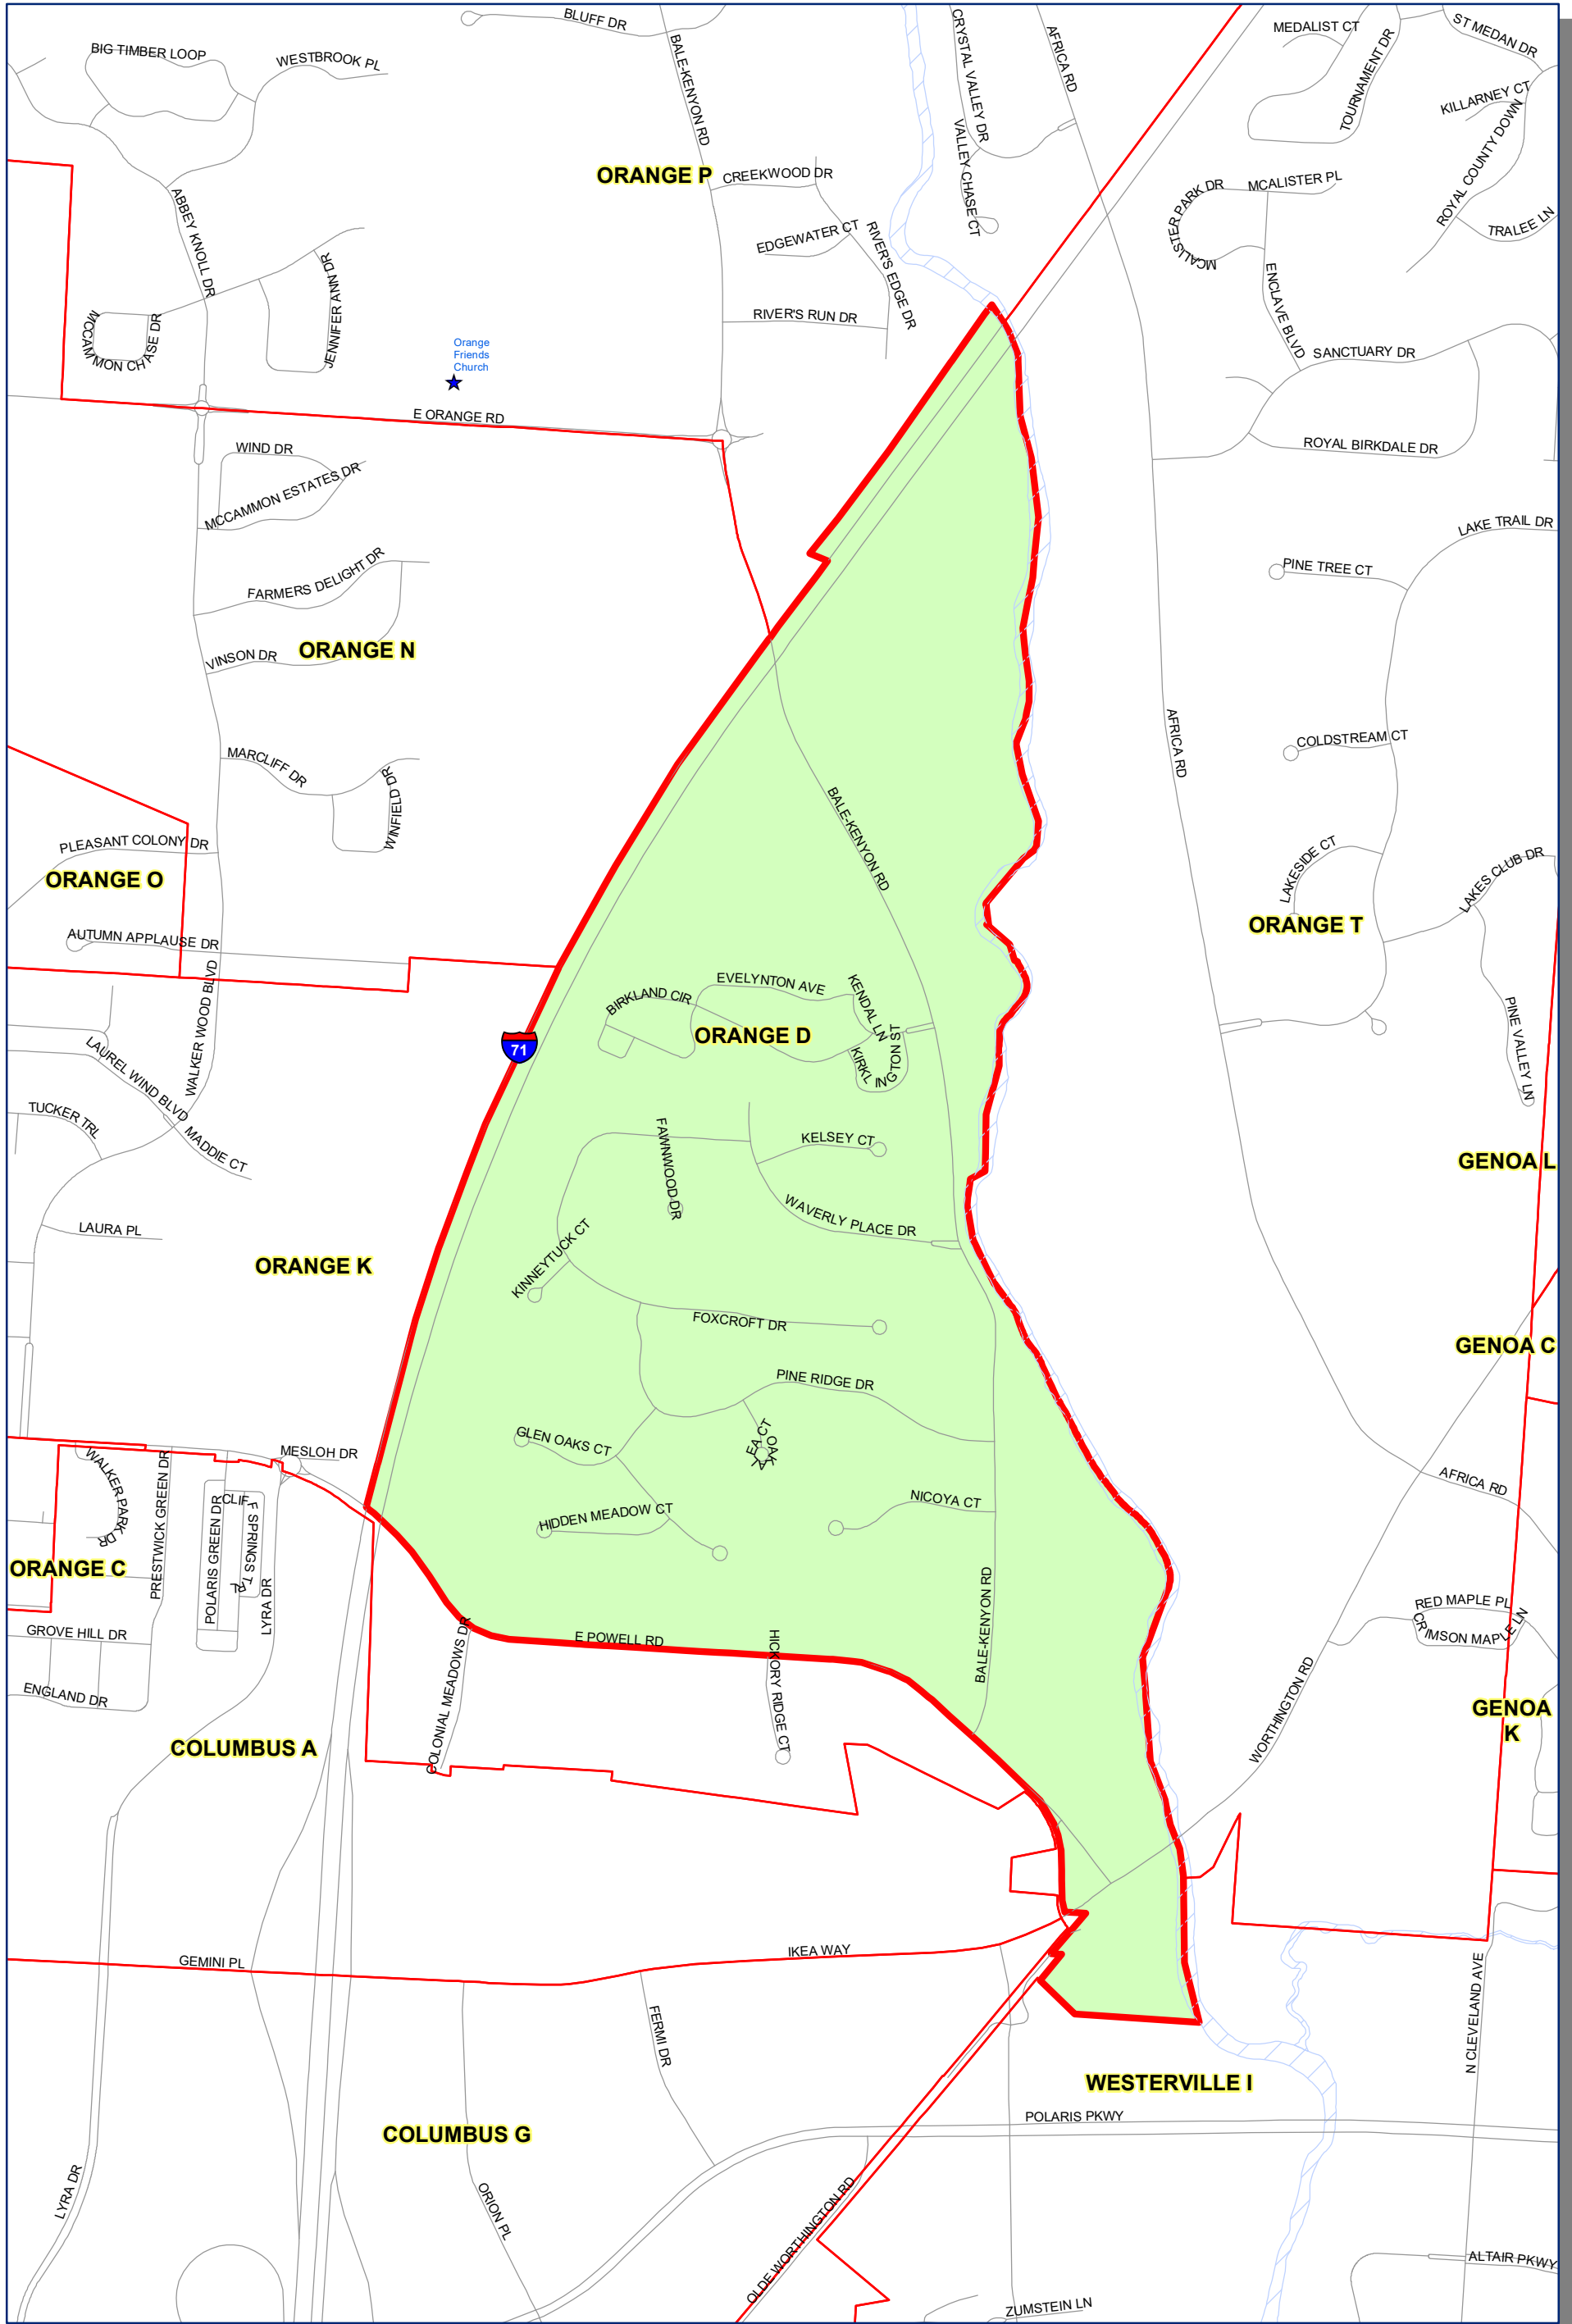 BLUFF DR
BIG TIMBER LOOP
WESTBROOK PL
BALE-KENYON RD
CRYSTAL VALLEY DR
AFRICA RD
MEDALIST CT
TOURNAMENT DR
ST MEDAN DR
KILLARNEY CT
ROYAL COUNTY DOWN
VALLEY CHASE CT
ORANGE P
CREEKWOOD DR
MCALISTER PARK DR
MCALISTER PL
TRALEE LN
ABBEY KNOLL DR
EDGEWATER CT
RIVER'S EDGE DR
JENNIFER ANN DR
ENCLAVE BLVD
MCCAMMON CHASE DR
RIVER'S RUN DR
Orange
Friends
Church
SANCTUARY DR
E ORANGE RD
WIND DR
ROYAL BIRKDALE DR
MCCAMMON ESTATES DR
LAKE TRAIL DR
FARMERS DELIGHT DR
PINE TREE CT
ORANGE N
VINSON DR
AFRICA RD
COLDSTREAM CT
MARCLIFF DR
WINFIELD DR
BALE-KENYON RD
PLEASANT COLONY DR
ORANGE O
LAKESIDE CT
LAKES CLUB DR
ORANGE T
AUTUMN APPLAUSE DR
WALKER WOOD BLVD
EVELYNTON AVE
KENDAL LN
BIRKLAND CIR
ORANGE D
KIRKLINGTON ST
71
PINE VALLEY LN
LAUREL WIND BLVD
TUCKER TRL
MADDIE CT
FAWNWOOD DR
KELSEY CT
GENOA L
WAVERLY PLACE DR
LAURA PL
KINNEYTUCK CT
ORANGE K
FOXCROFT DR
GENOA C
PINE RIDGE DR
GLEN OAKS CT
OAK LEA CT
MESLOH DR
WALKER PARK DR
PRESTWICK GREEN DR
POLARIS GREEN DR
CLIFF SPRINGS TRL
AFRICA RD
NICOYA CT
HIDDEN MEADOW CT
ORANGE C
LYRA DR
BALE-KENYON RD
RED MAPLE PL
CRIMSON MAPLE LN
GROVE HILL DR
E POWELL RD
COLONIAL MEADOWS DR
HICKORY RIDGE CT
ENGLAND DR
WORTHINGTON RD
GENOA
K
COLUMBUS A
IKEA WAY
GEMINI PL
FERMI DR
N CLEVELAND AVE
WESTERVILLE I
POLARIS PKWY
COLUMBUS G
LYRA DR
ORION PL
OLDE WORTHINGTON RD
ALTAIR PKWY
ZUMSTEIN LN